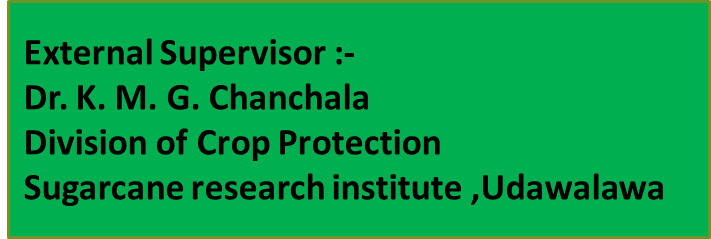 External Supervisor :-
Dr. K. M. G. Chanchala
Division of Crop Protection
Sugarcane research institute ,Udawalawa